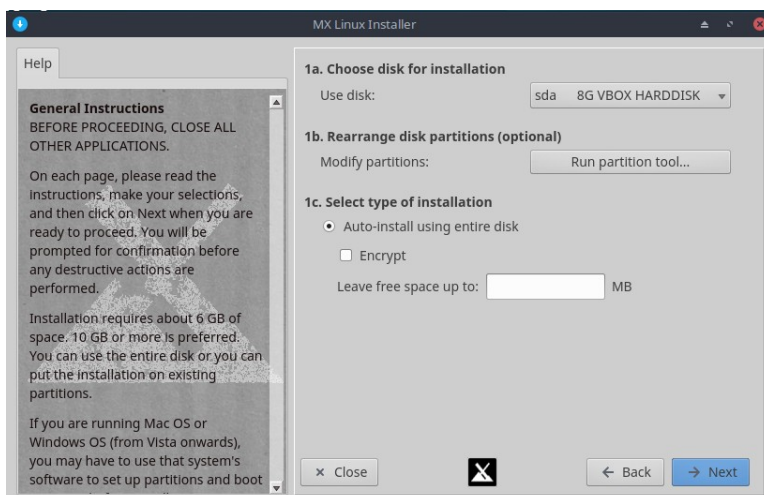 MX Linux Installer
Help
General Instructions
BEFORE PROCEEDING, CLOSE ALL
OTHER APPLICATIONS.
On each page, please read the
instructions, make your selections,
and then click on Next when you are
ready to proceed. You will be
prompted for confirmation before
any destructive actions are
performed.
Installation requires about 6 GB of
space. 10 GB or more is preferred.
You can use the entire disk or you can
put the installation on existing
partitions.
If you are running Mac OS or
Windows OS (from Vista onwards),
you may have to use that system's
software to set up partitions and boot
1a. Choose disk for installation
Use disk: sda 8G VBOX HARDDISK
1b. Rearrange disk partitions (optional)
Modify partitions: Run partition tool...
1c. Select type of installation
Auto-install using entire disk
Encrypt
Leave free space up to: MB
Close
Back
Next